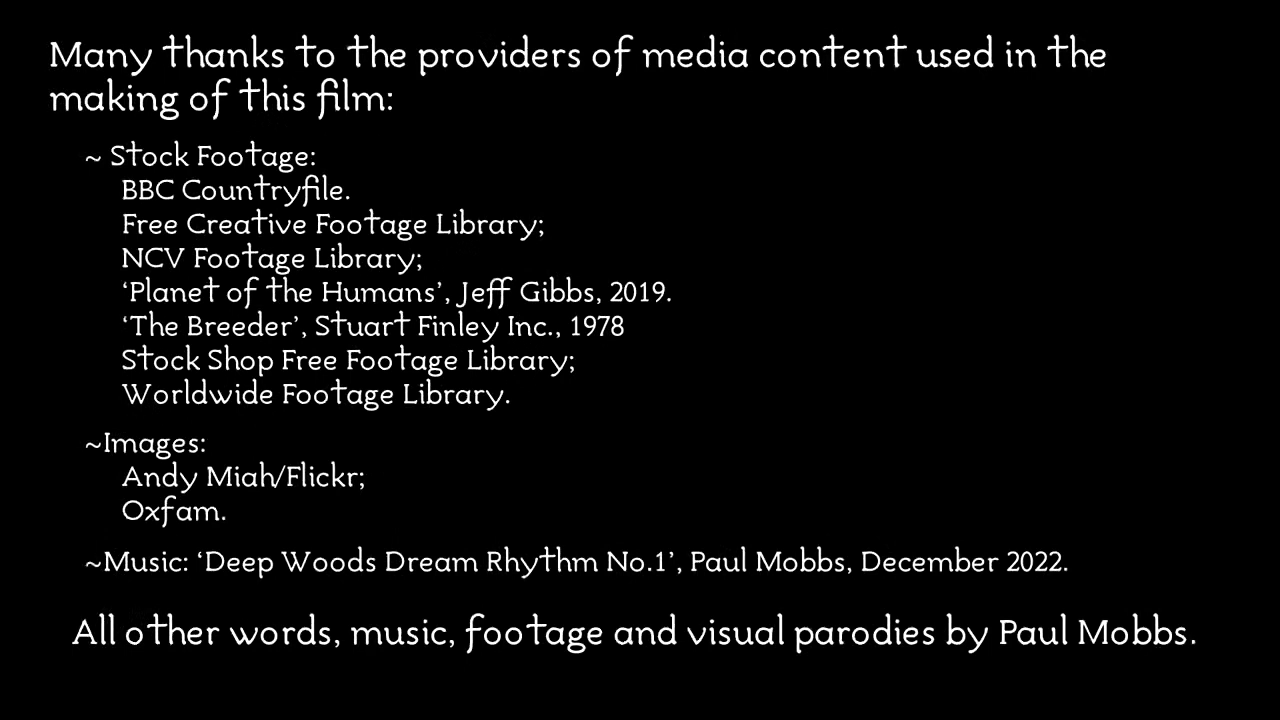 Many thanks to the providers of media content used in the
making of this film:
~ Stock Footage:
BBC Countryfile.
Free Creative Footage Library;
NCV Footage Library;
‘Planet of the Humans’, Jeff Gibbs, 2019.
‘The Breeder’, Stuart Finley Inc., 1978
Stock Shop Free Footage Library;
Worldwide Footage Library.
~Images:
Andy Miah/Flickr;
Oxfam.
~Music: ‘Deep Woods Dream Rhythm No.1’, Paul Mobbs, December 2022.
All other words, music, footage and visual parodies by Paul Mobbs.